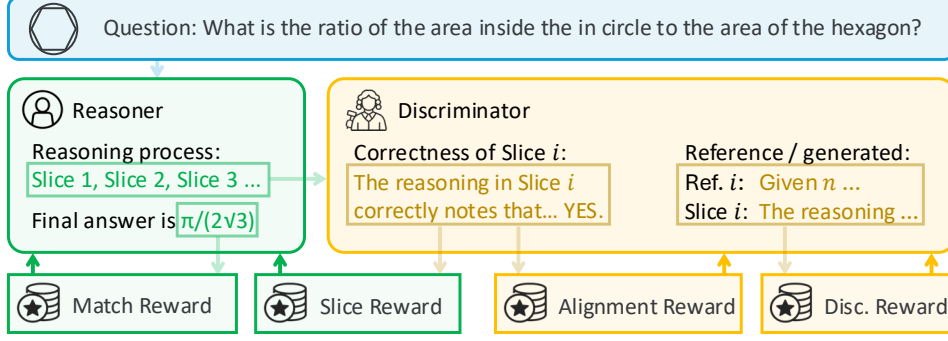 Question: What is the ratio of the area inside the in circle to the area of the hexagon?
Reasoner
Reasoning process:
Slice 1, Slice 2, Slice 3 ...
Final answer is π/(2√3)
Discriminator
Correctness of Slice i:
The reasoning in Slice i
correctly notes that... YES.
Reference / generated:
Ref. i: Given n ...
Slice i: The reasoning ...
Match Reward
Slice Reward
Alignment Reward
Disc. Reward